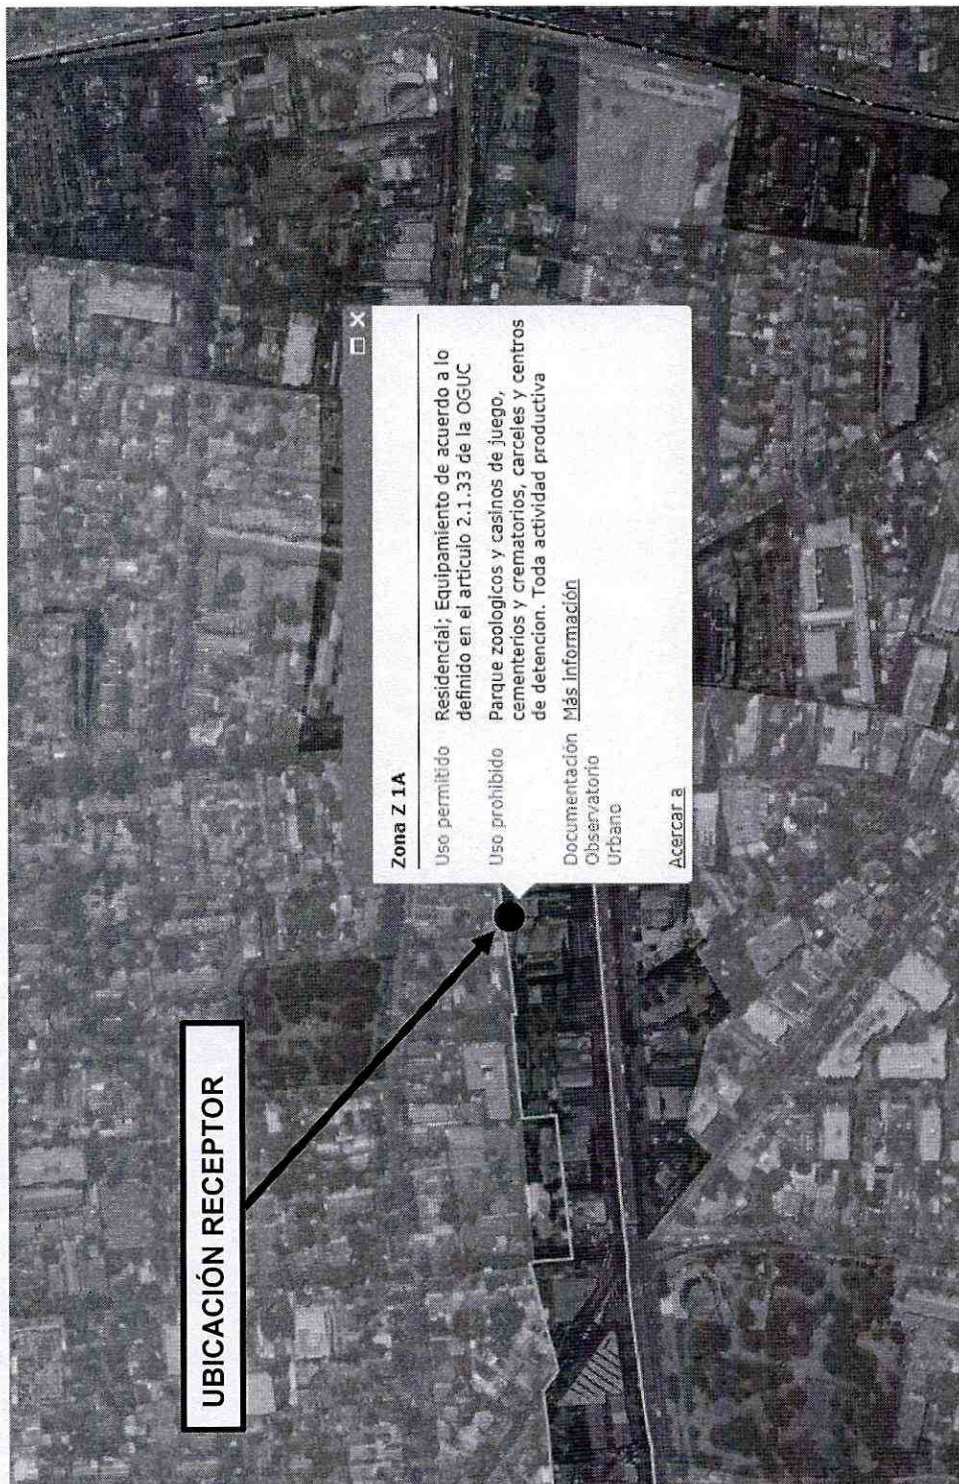 UBICACIÓN RECEPTOR
Zona Z 1A
Uso permitido Residencial; Equipamiento de acuerdo a lo
definido en el articulo 2.1.33 de la OGUC
Uso prohibido Parque zoologicos y casinos de juego,
cementerios y crematorios, carceles y centros
de detencion. Toda actividad productiva
Documentación Más Información
Observatorio
Urbano
Acercar a